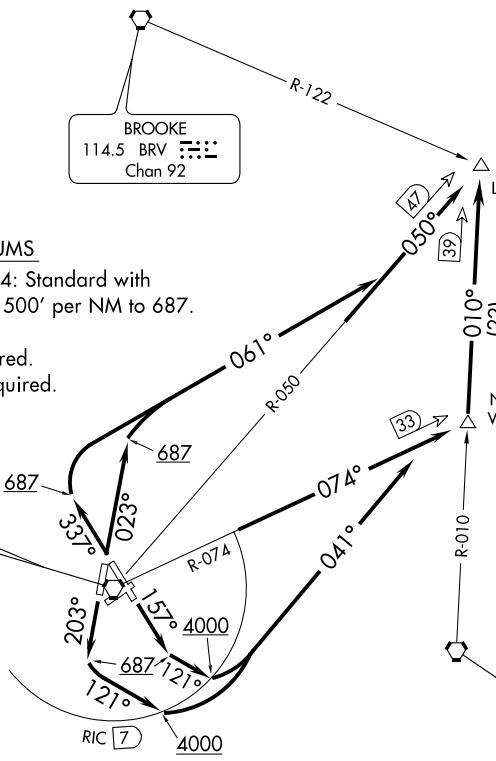 R-122
BROOKE
114.5 BRV
Chan 92
L
47
050°
39
UMS
4: Standard with
500' per NM to 687.
010°
(22)
red.
quired.
061°
R-050
33
687
687
074°
337°
023°
R-074
041°
R-010
203°
157°
4000
687
121°
121°
RIC 7
4000